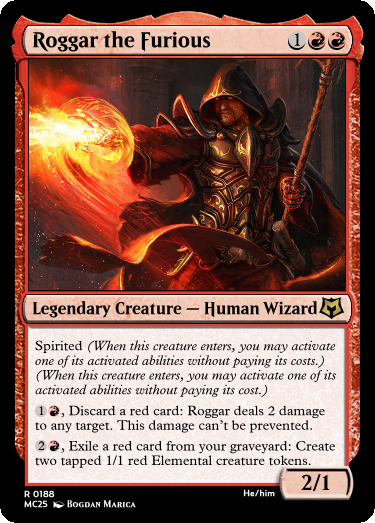 Roggar the Furious 1
Legendary Creature — Human Wizard
Spirited (When this creature enters, you may activate
one of its activated abilities without paying its costs.)
(When this creature enters, you may activate one of its
activated abilities without paying its costs.)
1, Discard a red card: Roggar deals 2 damage
to any target. This damage can't be prevented.
2, Exile a red card from your graveyard: Create
two tapped 1/1 red Elemental creature tokens.
2/1
R 0188 He/him
MC25 Bogdan Marica